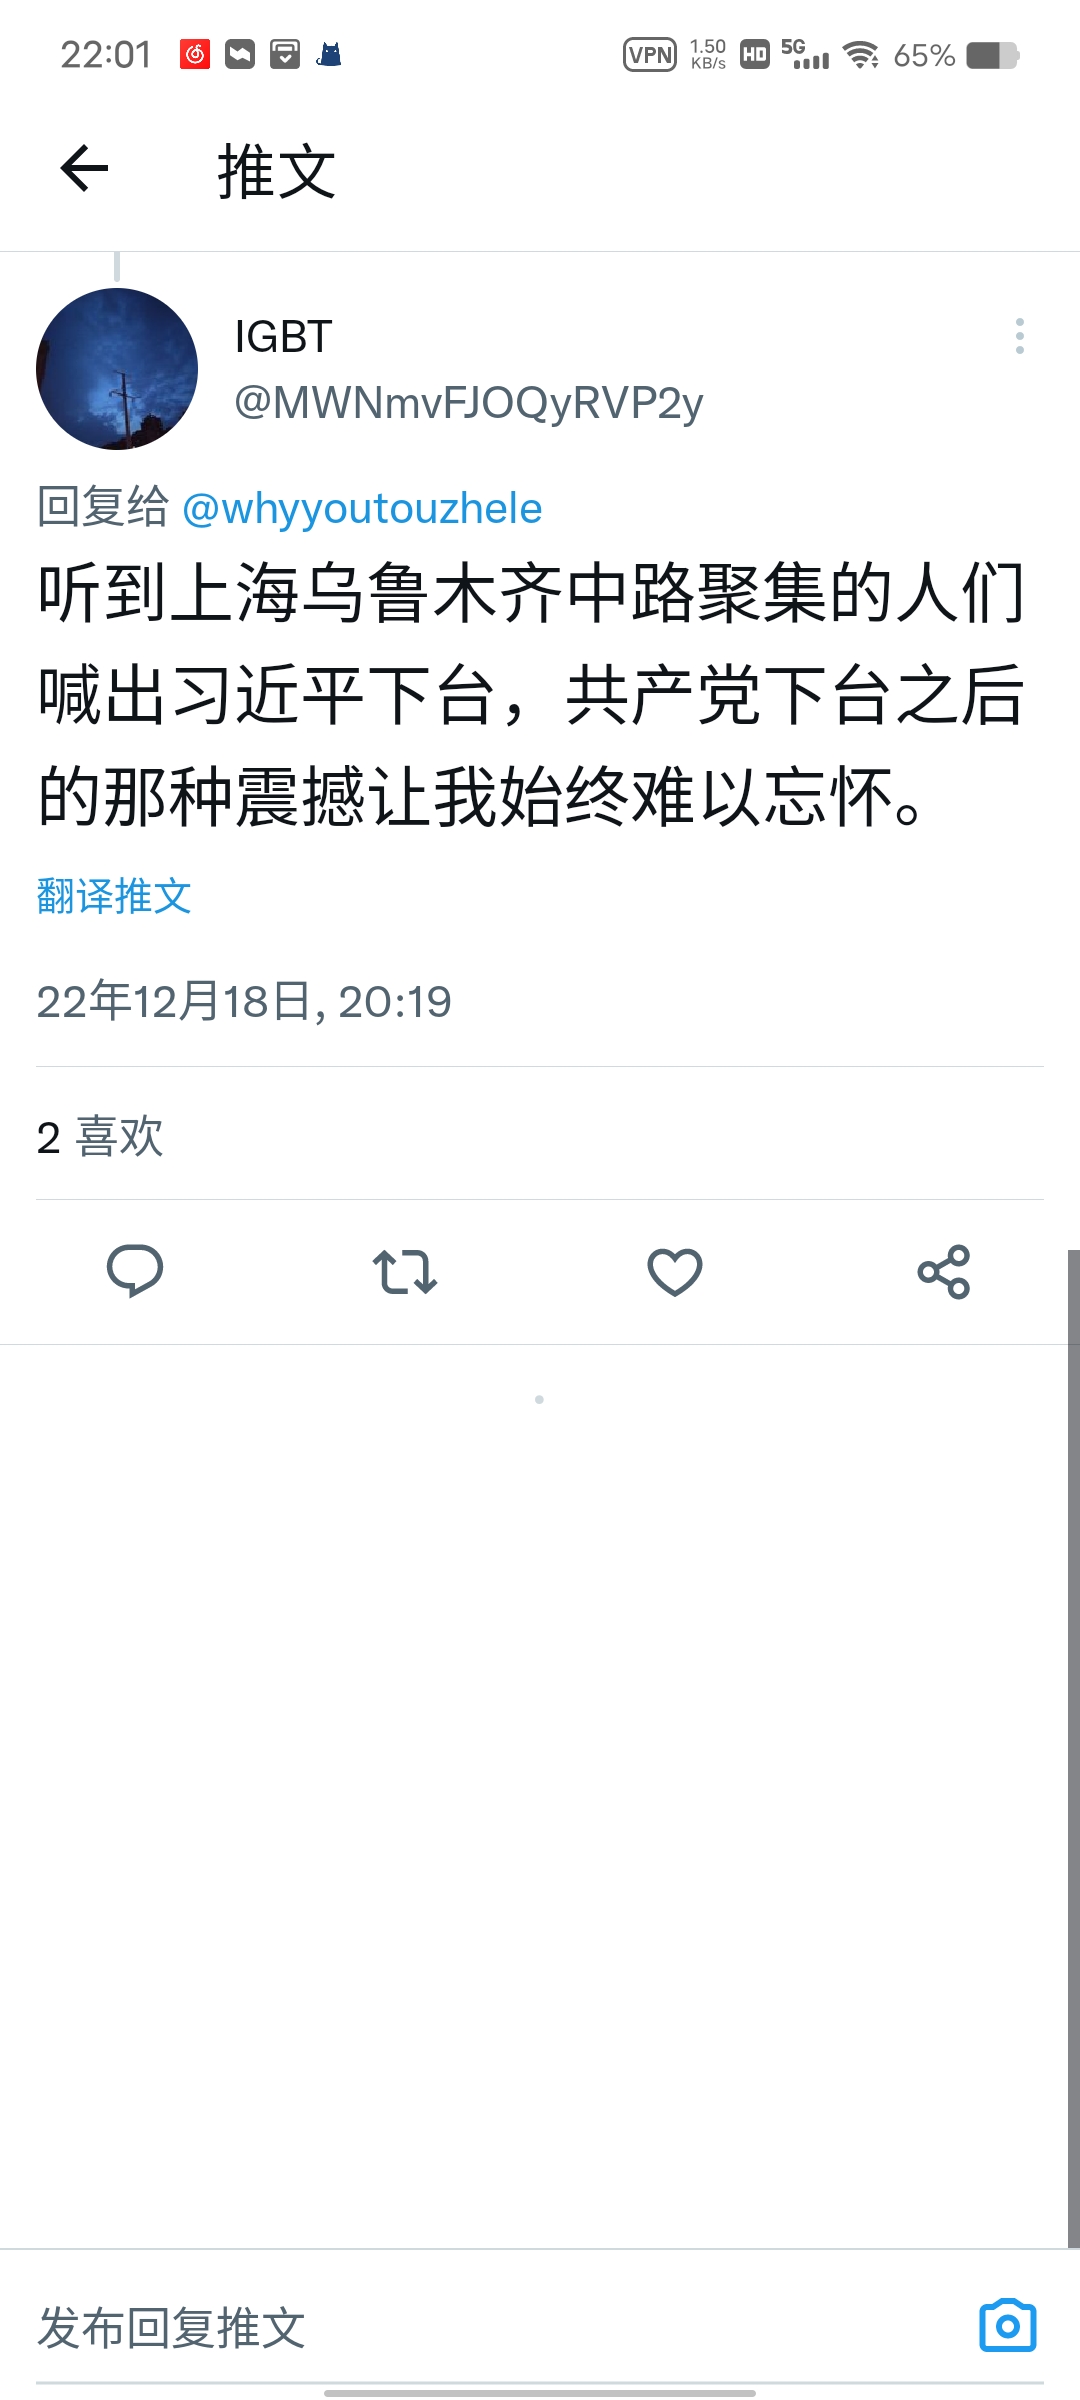 22:01
VPN 1.50 KB/s HD 5G 65%
推文
IGBT
@MWNmvFJOQyRVP2y
回复给 @whyyoutouzhele
听到上海乌鲁木齐中路聚集的人们
喊出习近平下台，共产党下台之后
的那种震撼让我始终难以忘怀。
翻译推文
22年12月18日, 20:19
2 喜欢
发布回复推文